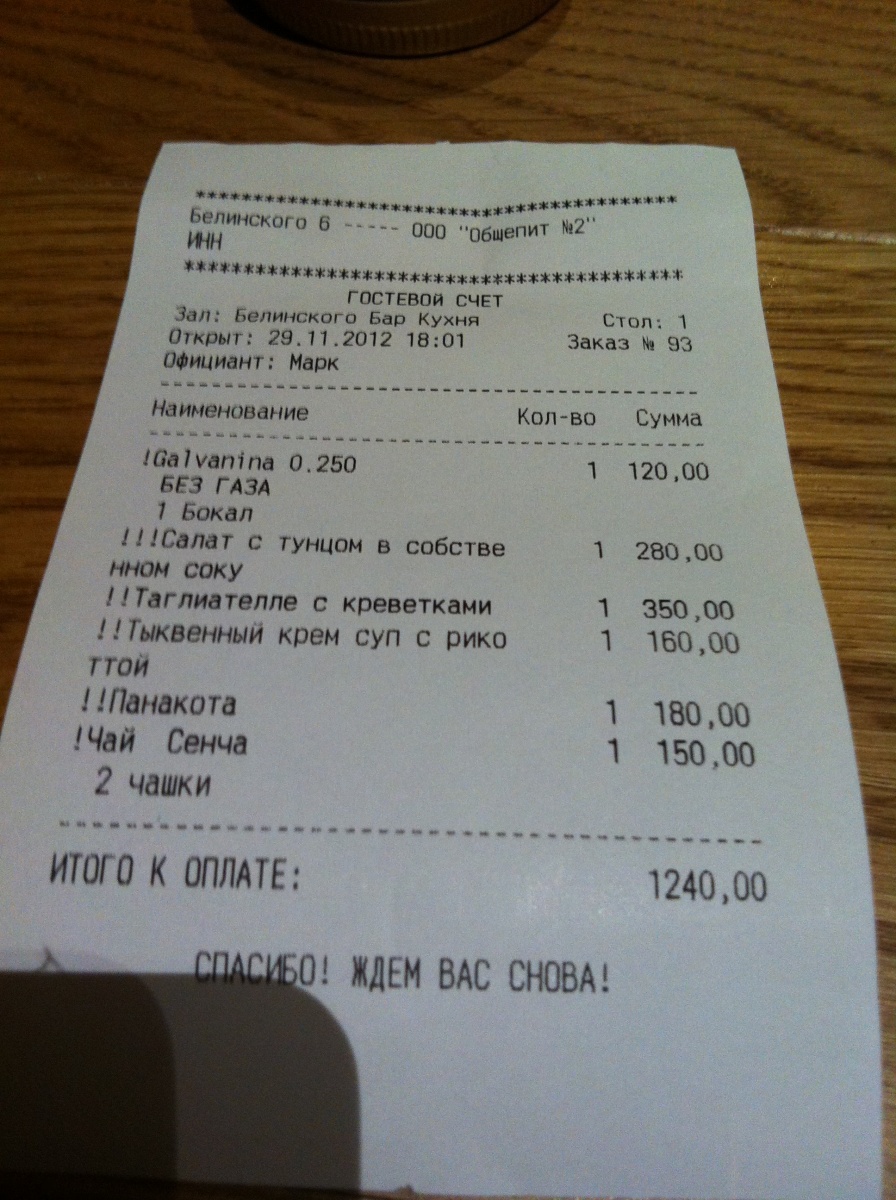 ******************************************
Белинского 6 ----- ООО "Общепит №2"
ИНН
******************************************
ГОСТЕВОЙ СЧЕТ
Зал: Белинского Бар Кухня Стол: 1
Открыт: 29.11.2012 18:01 Заказ № 93
Официант: Марк
------------------------------------------
Наименование Кол-во Сумма
------------------------------------------
!Galvanina 0.250 1 120,00
БЕЗ ГАЗА
1 Бокал
!!!Салат с тунцом в собстве 1 280,00
нном соку
!!Таглиателле с креветками 1 350,00
!!Тыквенный крем суп с рико 1 160,00
ттой
!!Панакота 1 180,00
!Чай Сенча 1 150,00
2 чашки
------------------------------------------
ИТОГО К ОПЛАТЕ: 1240,00
СПАСИБО! ЖДЕМ ВАС СНОВА!